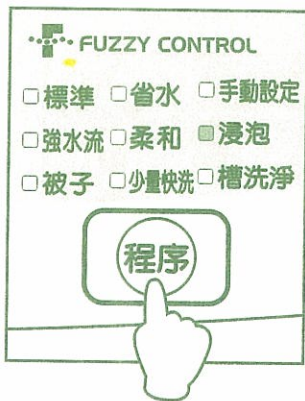 FUZZY CONTROL
標準 省水 手動設定
強水流 柔和 浸泡
被子 少量快洗 槽洗淨
程序